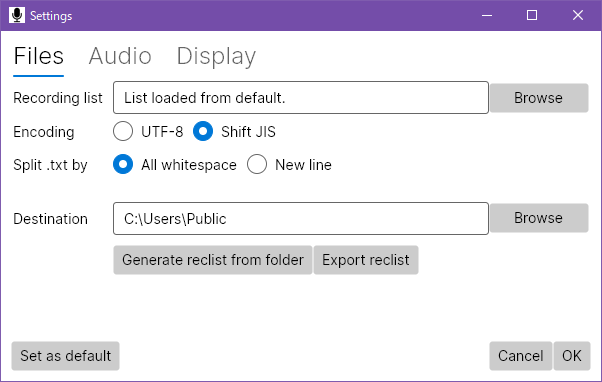 Settings
Files Audio Display
Recording list List loaded from default. Browse
Encoding UTF-8 Shift JIS
Split .txt by All whitespace New line
Destination C:\Users\Public Browse
Generate reclist from folder Export reclist
Set as default Cancel OK